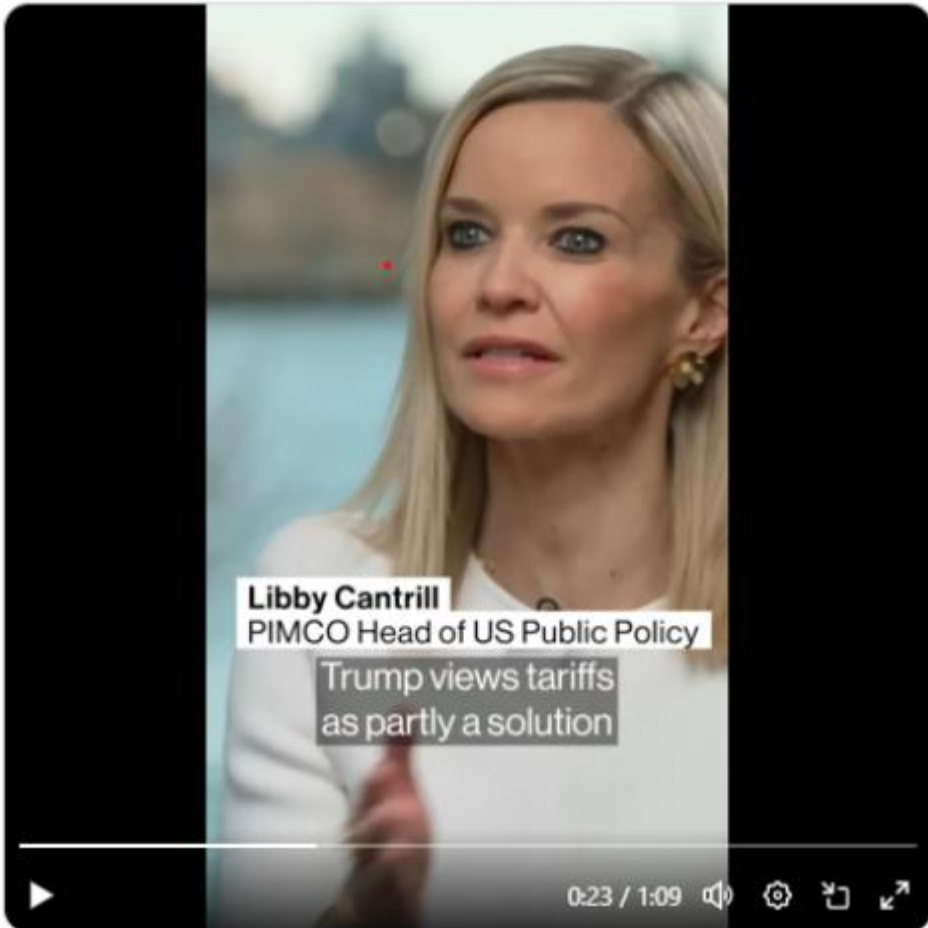 Libby Cantrill
PIMCO Head of US Public Policy
Trump views tariffs
as partly a solution
0:23 / 1:09